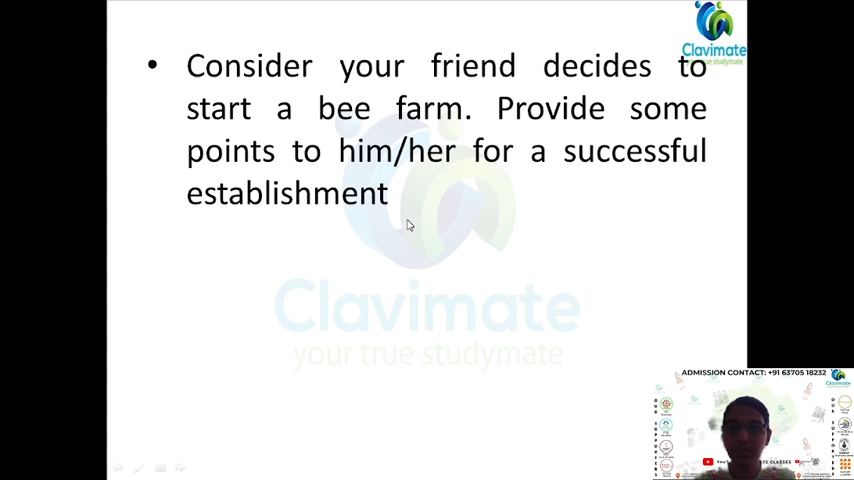 Clavimate
your true studymate
• Consider your friend decides to
start a bee farm. Provide some
points to him/her for a successful
establishment
Clavimate
your true studymate
ADMISSION CONTACT: +91 63705 18232